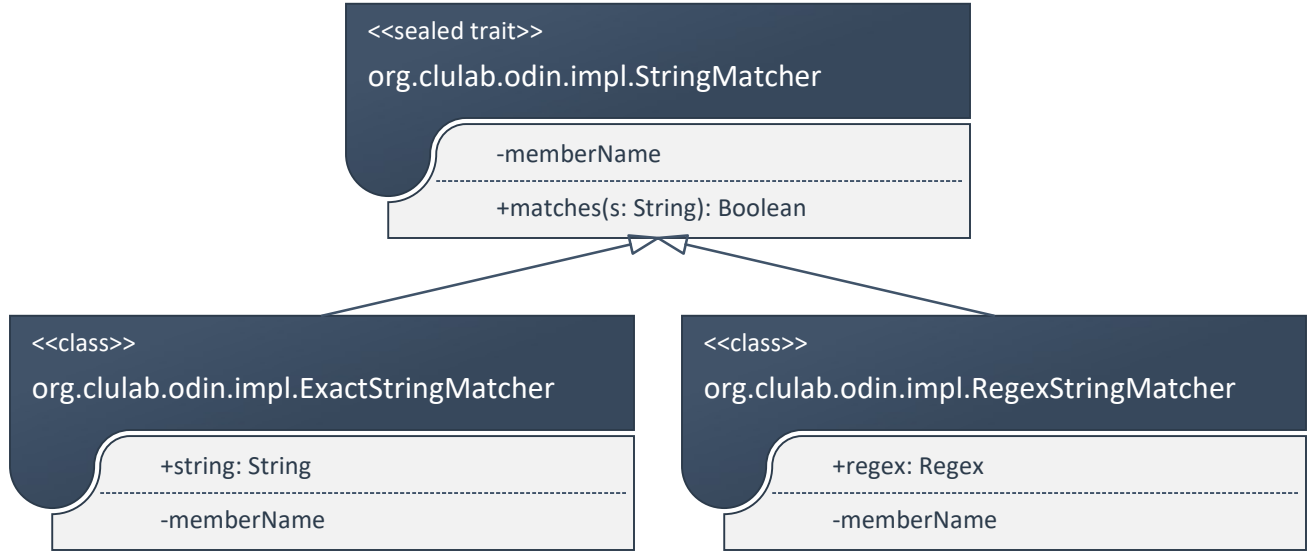 <<sealed trait>>
org.clulab.odin.impl.StringMatcher
-memberName
+matches(s: String): Boolean
<<class>>
org.clulab.odin.impl.ExactStringMatcher
+string: String
-memberName
<<class>>
org.clulab.odin.impl.RegexStringMatcher
+regex: Regex
-memberName